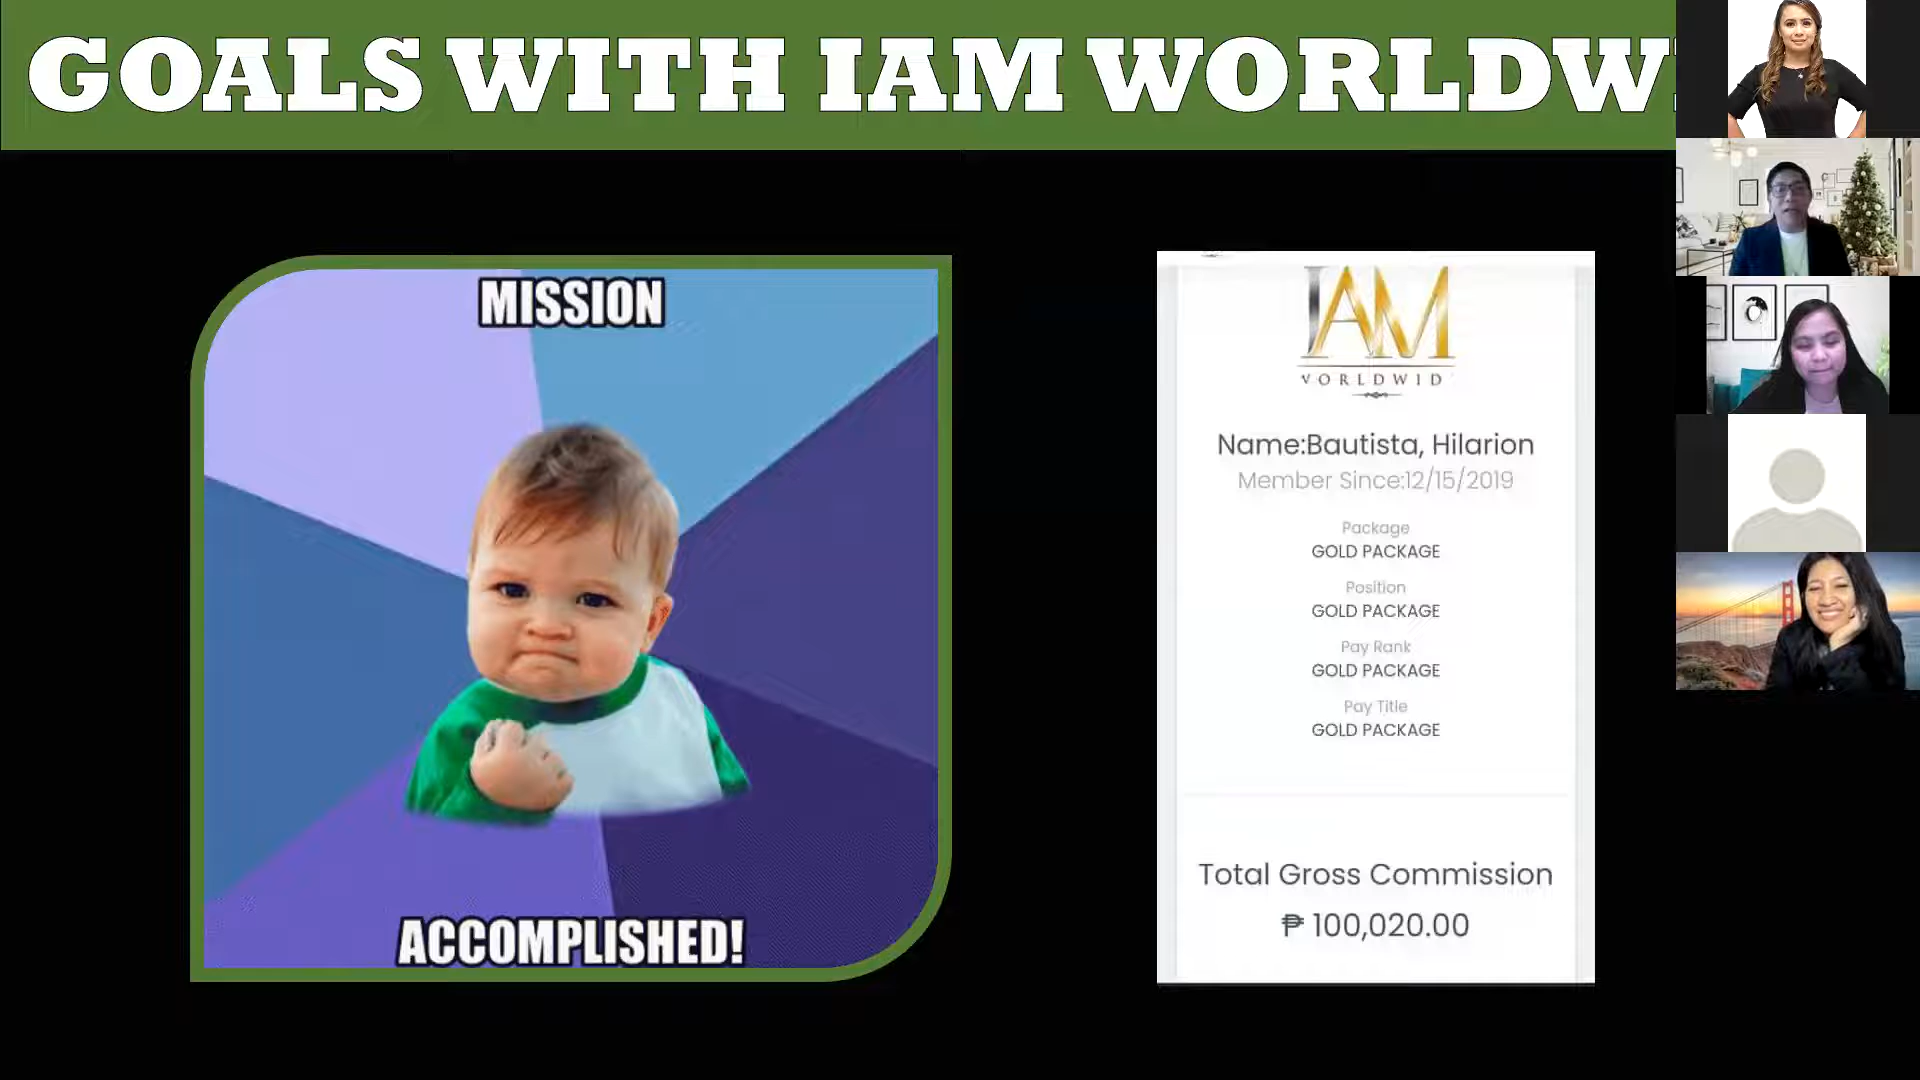 GOALS WITH IAM WORLDW
MISSION
ACCOMPLISHED!
IAM
WORLDWID
Name:Bautista, Hilarion
Member Since:12/15/2019
Package
GOLD PACKAGE
Position
GOLD PACKAGE
Pay Rank
GOLD PACKAGE
Pay Title
GOLD PACKAGE
Total Gross Commission
₱ 100,020.00